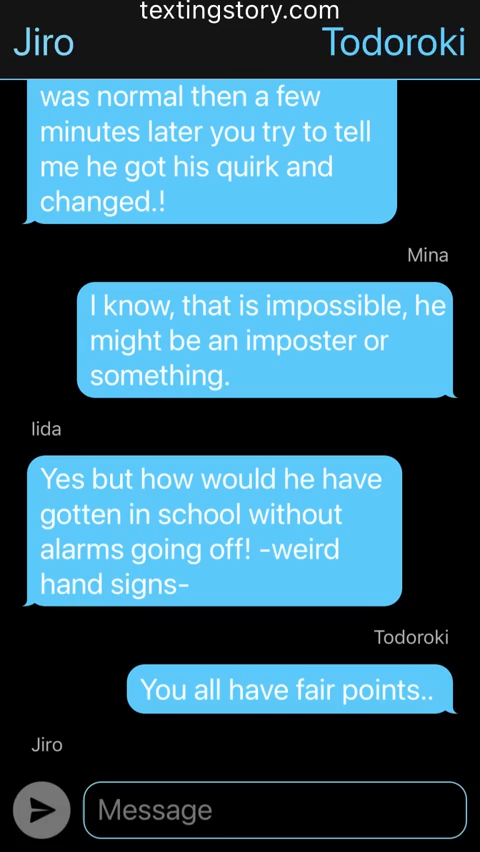 textingstory.com
Jiro
Todoroki
was normal then a few
minutes later you try to tell
me he got his quirk and
changed.!
Mina
I know, that is impossible, he
might be an imposter or
something.
Iida
Yes but how would he have
gotten in school without
alarms going off! -weird
hand signs-
Todoroki
You all have fair points..
Jiro
Message